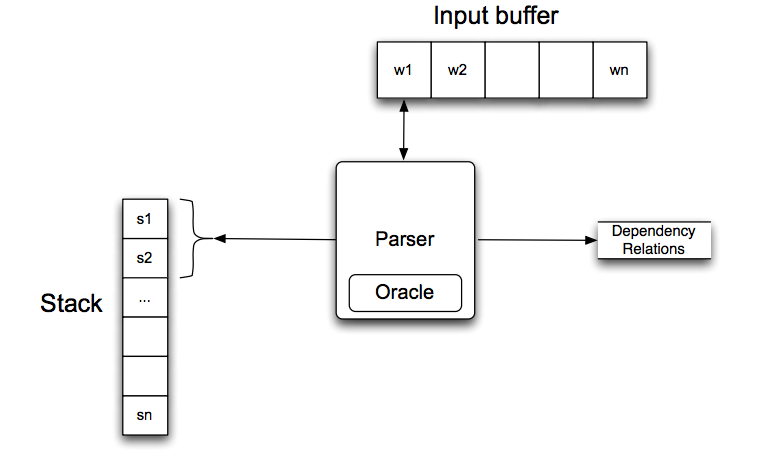 Input buffer
w1 w2 wn
s1
Parser
Dependency
Relations
s2
Oracle
Stack
...
sn